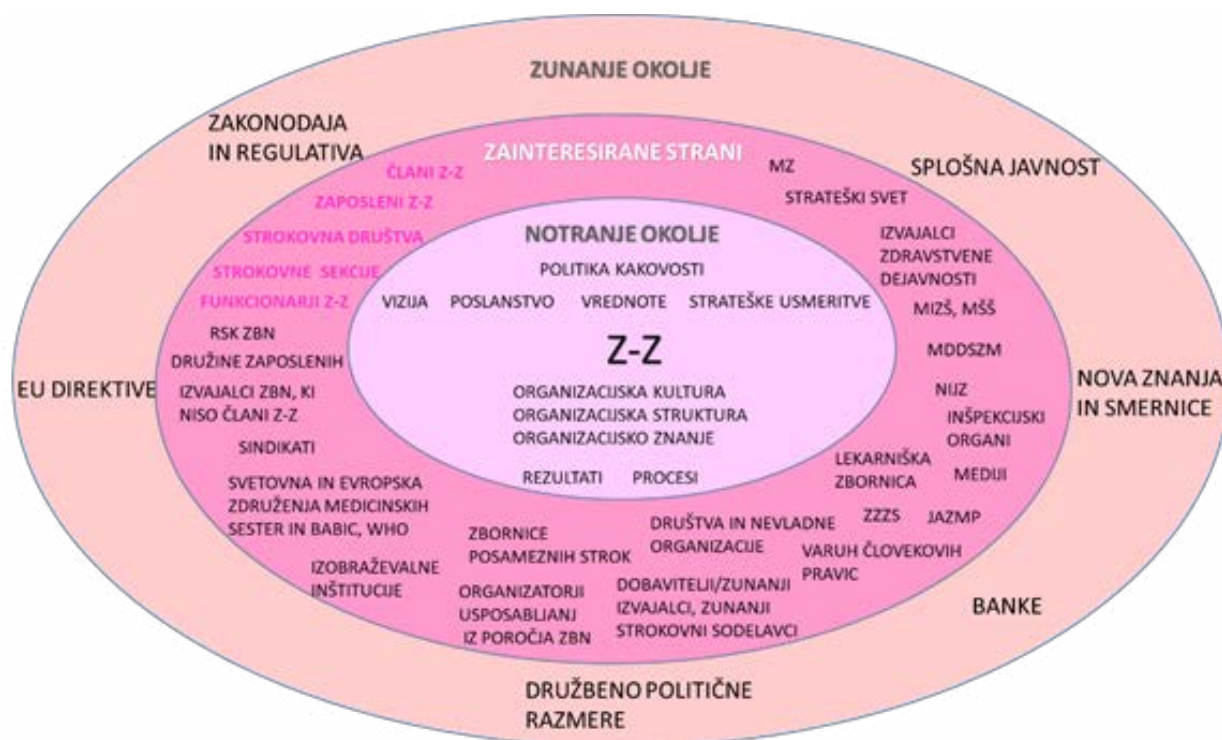 ZUNANJE OKOLJE
ZAKONODAJA
IN REGULATIVA
SPLOŠNA JAVNOST
EU DIREKTIVE
NOVA ZNANJA
IN SMERNICE
BANKE
DRUŽBENO POLITIČNE
RAZMERE
ZAINTERESIRANE STRANI
ČLANI Z-Z
ZAPOSLENI Z-Z
STROKOVNA DRUŠTVA
STROKOVNE SEKCIJE
FUNKCIONARJI Z-Z
RSK ZBN
DRUŽINE ZAPOSLENIH
IZVAJALCI ZBN, KI
NISO ČLANI Z-Z
SINDIKATI
SVETOVNA IN EVROPSKA
ZDRUŽENJA MEDICINSKIH
SESTER IN BABIC, WHO
IZOBRAŽEVALNE
INŠTITUCIJE
ZBORNICE
POSAMEZNIH STROK
ORGANIZATORJI
USPOSABLJANJ
IZ POROČJA ZBN
DRUŠTVA IN NEVLADNE
ORGANIZACIJE
DOBAVITELJI/ZUNANJI
IZVAJALCI, ZUNANJI
STROKOVNI SODELAVCI
VARUH ČLOVEKOVIH
PRAVIC
ZZZS
JAZMP
LEKARNIŠKA
ZBORNICA
MEDIJI
INŠPEKCIJSKI
ORGANI
NIJZ
MDDSZM
MIZŠ, MŠŠ
IZVAJALCI
ZDRAVSTVENE
DEJAVNOSTI
STRATEŠKI SVET
MZ
NOTRANJE OKOLJE
POLITIKA KAKOVOSTI
VIZIJA POSLANSTVO VREDNOTE STRATEŠKE USMERITVE
Z-Z
ORGANIZACIJSKA KULTURA
ORGANIZACIJSKA STRUKTURA
ORGANIZACIJSKO ZNANJE
REZULTATI PROCESI